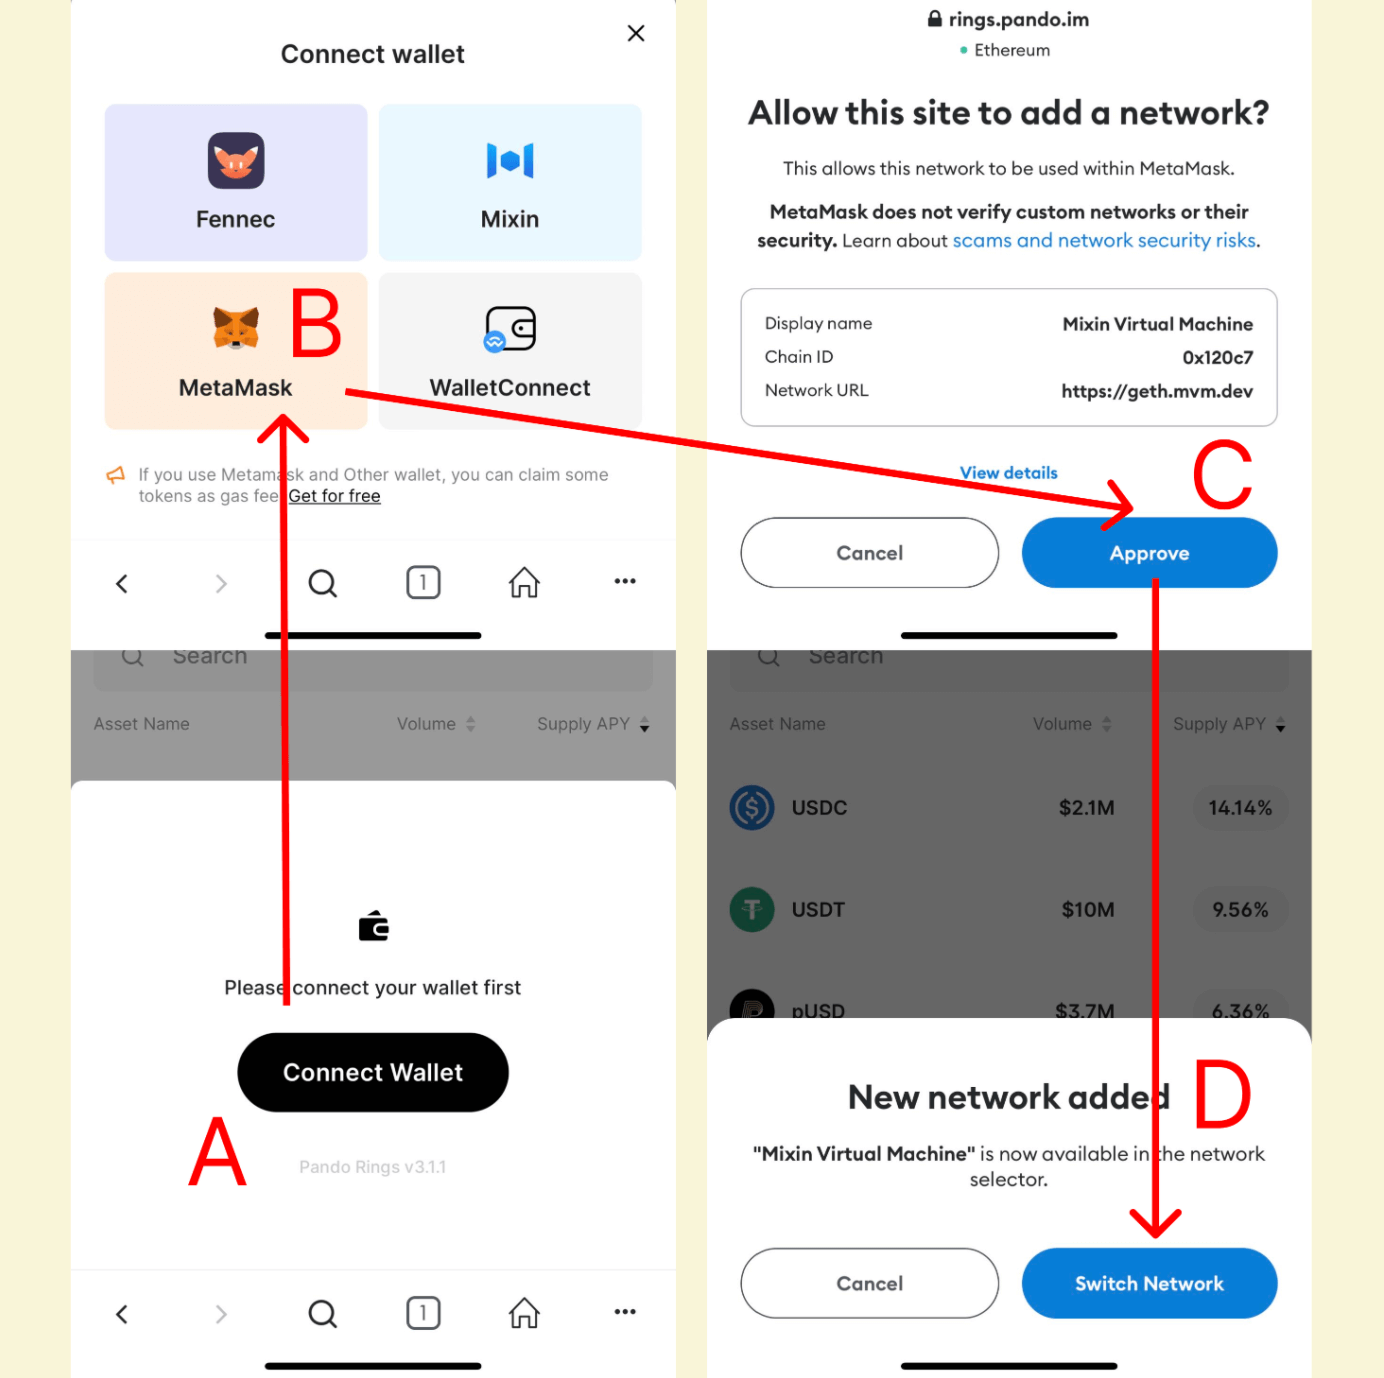 Connect wallet
Fennec
Mixin
B
MetaMask
WalletConnect
If you use Metamask and Other wallet, you can claim some
tokens as gas fee Get for free
1
Search
Asset Name Volume Supply APY
Please connect your wallet first
Connect Wallet
A
Pando Rings v3.1.1
1
rings.pando.im
Ethereum
Allow this site to add a network?
This allows this network to be used within MetaMask.
MetaMask does not verify custom networks or their
security. Learn about scams and network security risks.
Display name Mixin Virtual Machine
Chain ID 0x120c7
Network URL https://geth.mvm.dev
View details
C
Cancel
Approve
Search
Asset Name Volume Supply APY
USDC $2.1M 14.14%
USDT $10M 9.56%
pUSD $3.7M 6.36%
New network added
D
"Mixin Virtual Machine" is now available in the network
selector.
Cancel
Switch Network